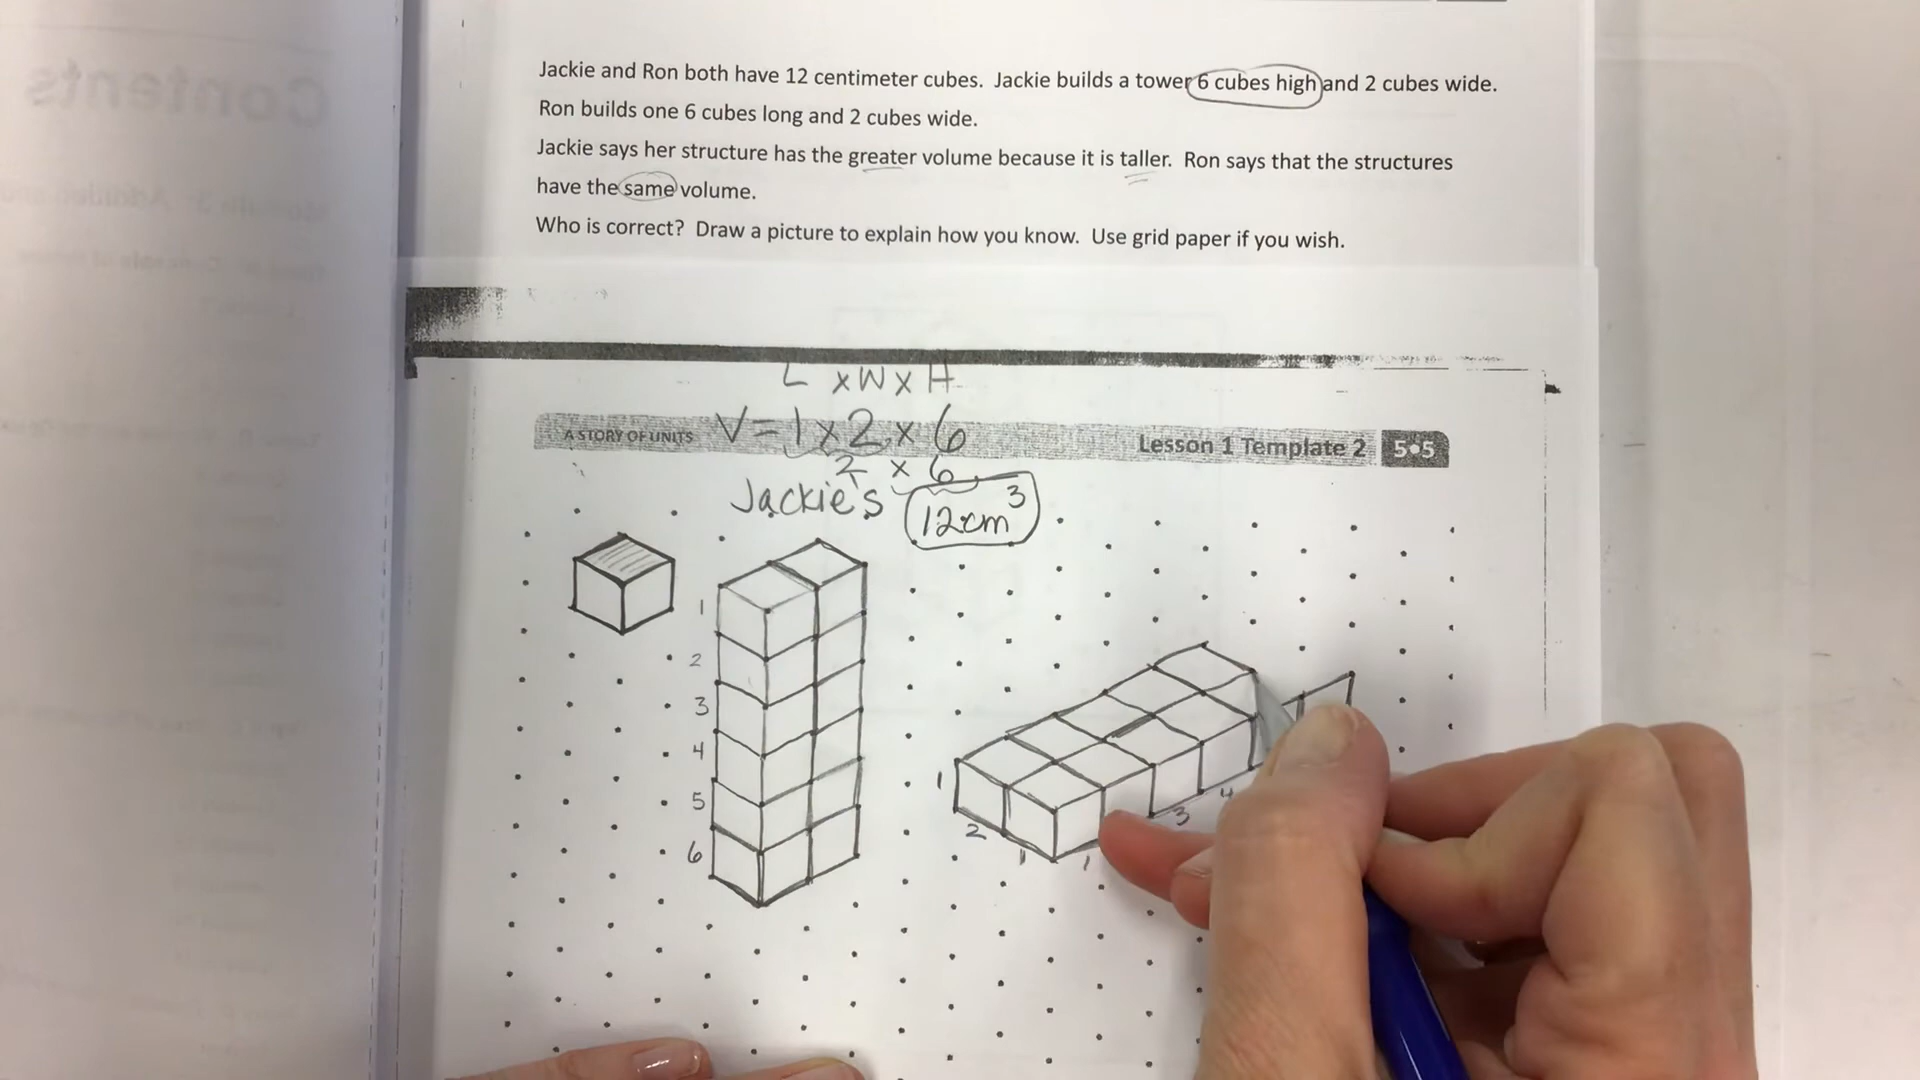 Contents
Jackie and Ron both have 12 centimeter cubes. Jackie builds a tower 6 cubes high and 2 cubes wide.
Ron builds one 6 cubes long and 2 cubes wide.
Jackie says her structure has the greater volume because it is taller. Ron says that the structures
have the same volume.
Who is correct? Draw a picture to explain how you know. Use grid paper if you wish.
L x W x H
V = 1 x 2 x 6
A STORY OF UNITS
Lesson 1 Template 2 5•5
2 x 6
Jackie's 12cm³
1
2
3
4
5
6
1
2
1
1
3
4